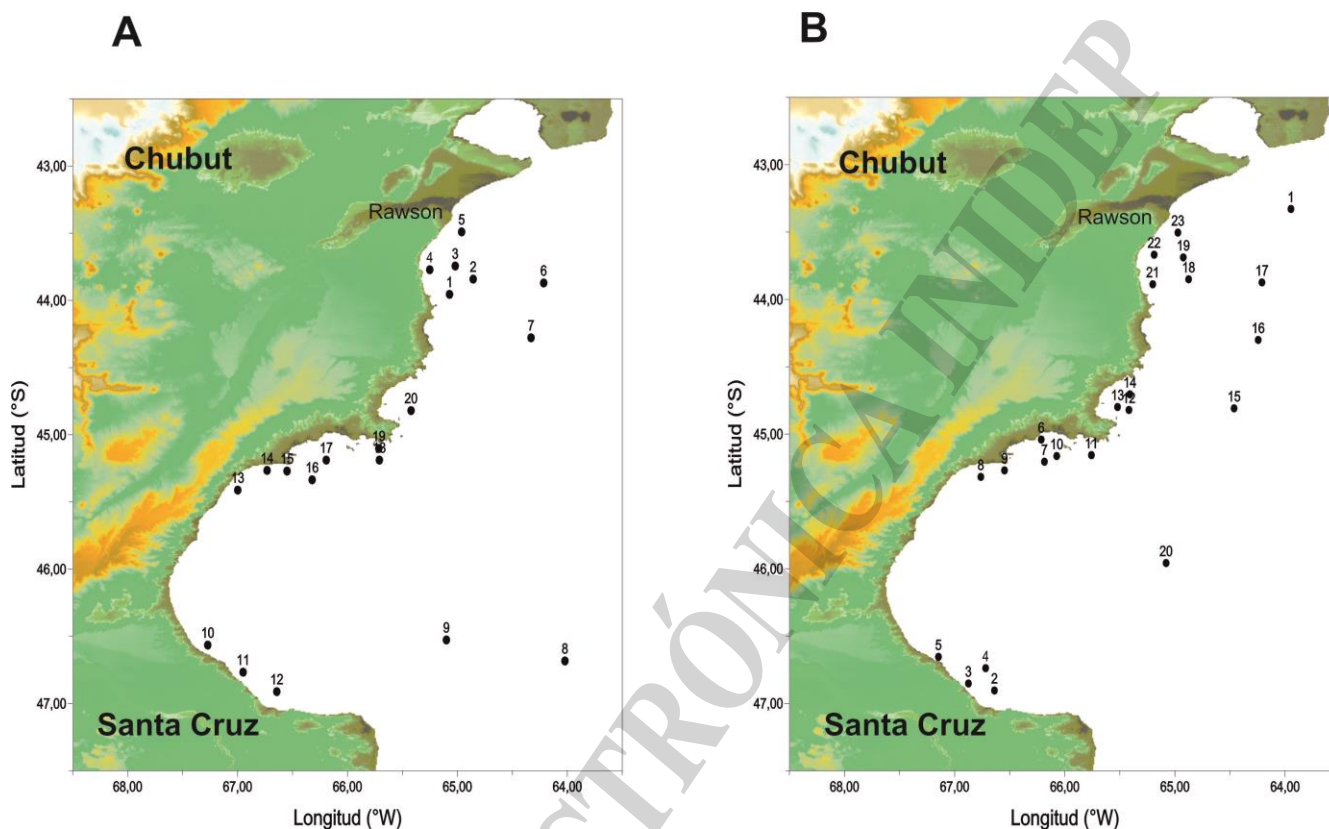 A
Chubut
Rawson
Santa Cruz
43,00
44,00
45,00
46,00
47,00
Latitud (°S)
68,00 67,00 66,00 65,00 64,00
Longitud (°W)
5
4 3 2
1
6
7
20
19
18
17
16
15
14
13
10
11
12
9
8
B
Chubut
Rawson
Santa Cruz
43,00
44,00
45,00
46,00
47,00
Latitud (°S)
68,00 67,00 66,00 65,00 64,00
Longitud (°W)
1
23
22 19
21 18 17
16
14
13 12 15
6
10 11
8 9 7
20
5 4
3 2
CTRÓNICA INIDEP